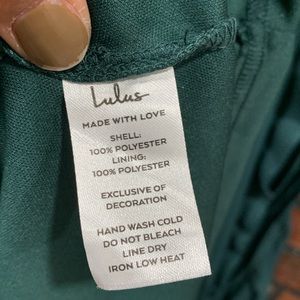 Lulus
MADE WITH LOVE
SHELL:
100% POLYESTER
LINING:
100% POLYESTER
EXCLUSIVE OF
DECORATION
HAND WASH COLD
DO NOT BLEACH
LINE DRY
IRON LOW HEAT